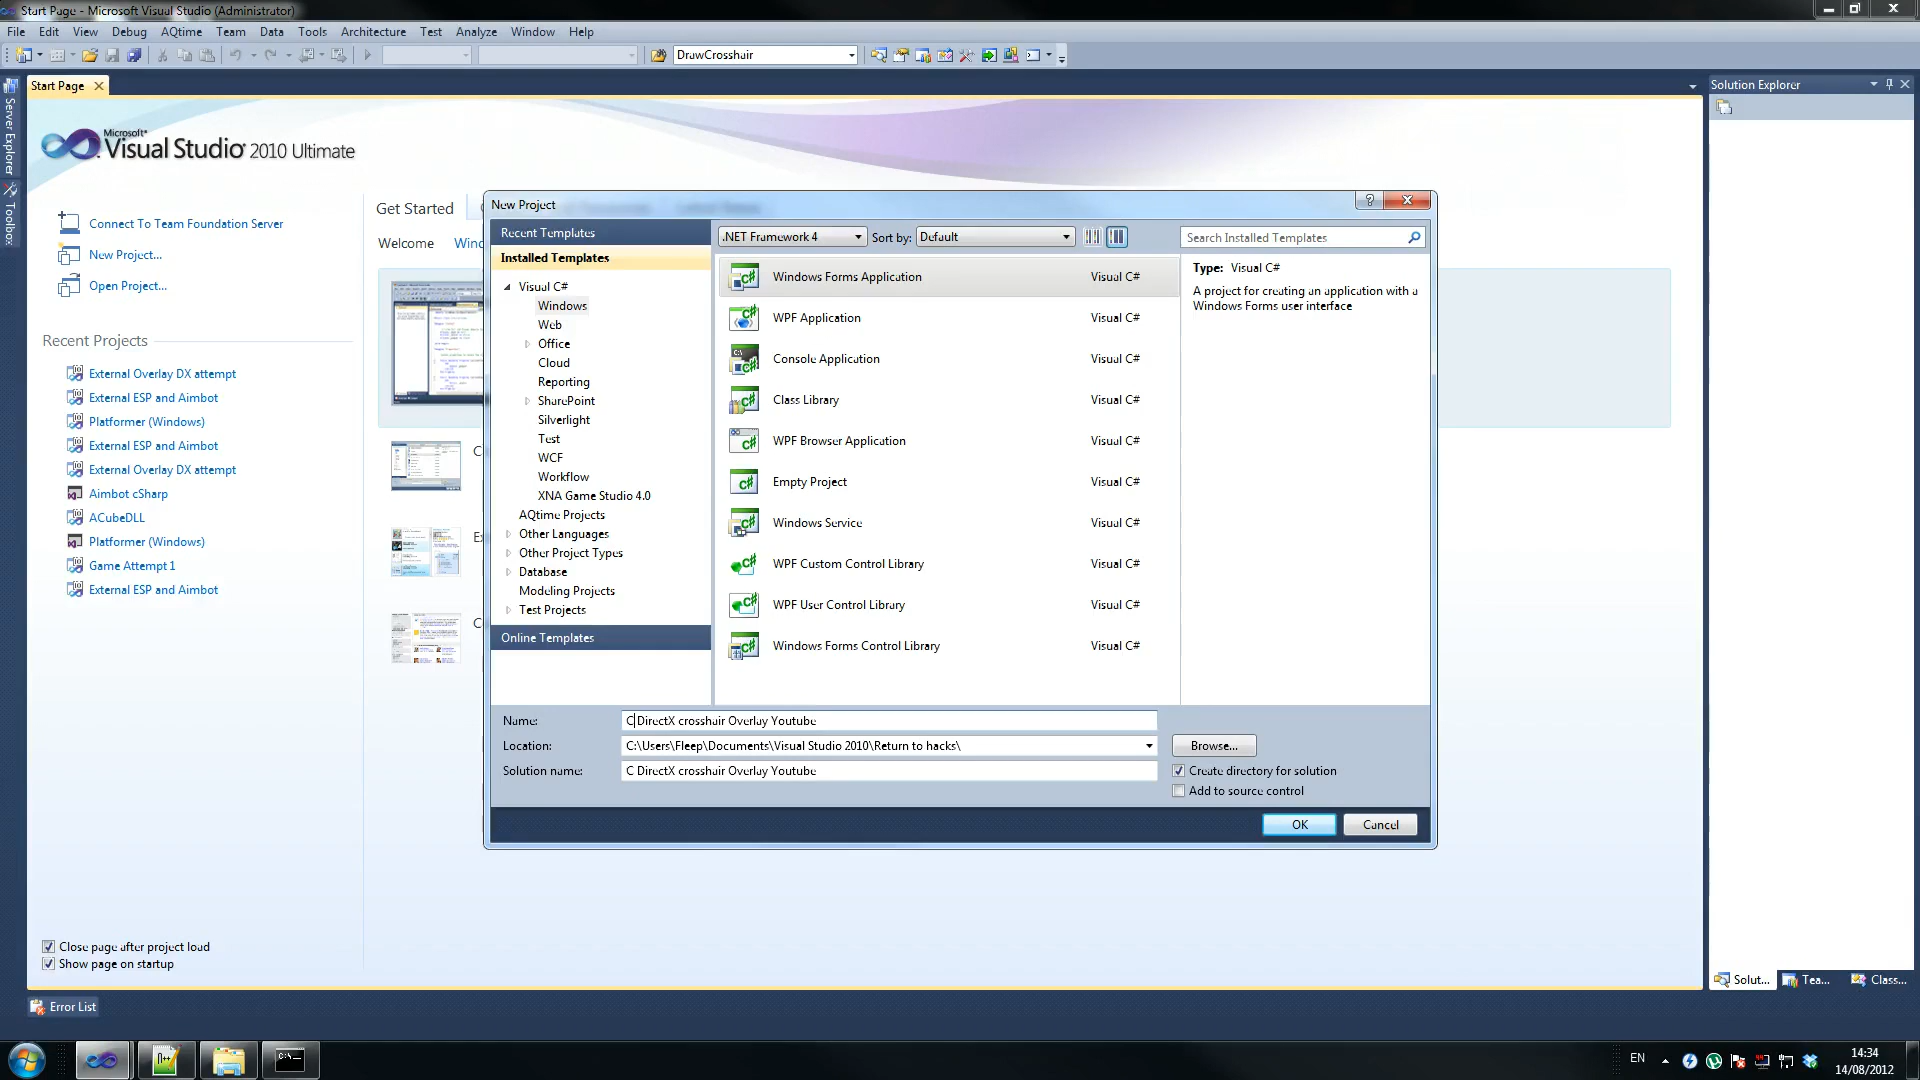 Start Page - Microsoft Visual Studio (Administrator)
File Edit View Debug AQtime Team Data Tools Architecture Test Analyze Window Help
DrawCrosshair
Start Page
Server Explorer
Toolbox
Microsoft
Visual Studio 2010 Ultimate
Connect To Team Foundation Server
New Project...
Open Project...
Recent Projects
External Overlay DX attempt
External ESP and Aimbot
Platformer (Windows)
External ESP and Aimbot
External Overlay DX attempt
Aimbot cSharp
ACubeDLL
Platformer (Windows)
Game Attempt 1
External ESP and Aimbot
Close page after project load
Show page on startup
Get Started
Welcome
New Project
Recent Templates
Installed Templates
Visual C#
Windows
Web
Office
Cloud
Reporting
SharePoint
Silverlight
Test
WCF
Workflow
XNA Game Studio 4.0
AQtime Projects
Other Languages
Other Project Types
Database
Modeling Projects
Test Projects
Online Templates
.NET Framework 4 Sort by: Default
Search Installed Templates
Windows Forms Application Visual C#
WPF Application Visual C#
Console Application Visual C#
Class Library Visual C#
WPF Browser Application Visual C#
Empty Project Visual C#
Windows Service Visual C#
WPF Custom Control Library Visual C#
WPF User Control Library Visual C#
Windows Forms Control Library Visual C#
Type: Visual C#
A project for creating an application with a
Windows Forms user interface
Name: C DirectX crosshair Overlay Youtube
Location: C:\Users\Fleep\Documents\Visual Studio 2010\Return to hacks\
Browse...
Solution name: C DirectX crosshair Overlay Youtube
Create directory for solution
Add to source control
OK Cancel
Solution Explorer
Solut... Tea... Class...
Error List
EN
14:34
14/08/2012